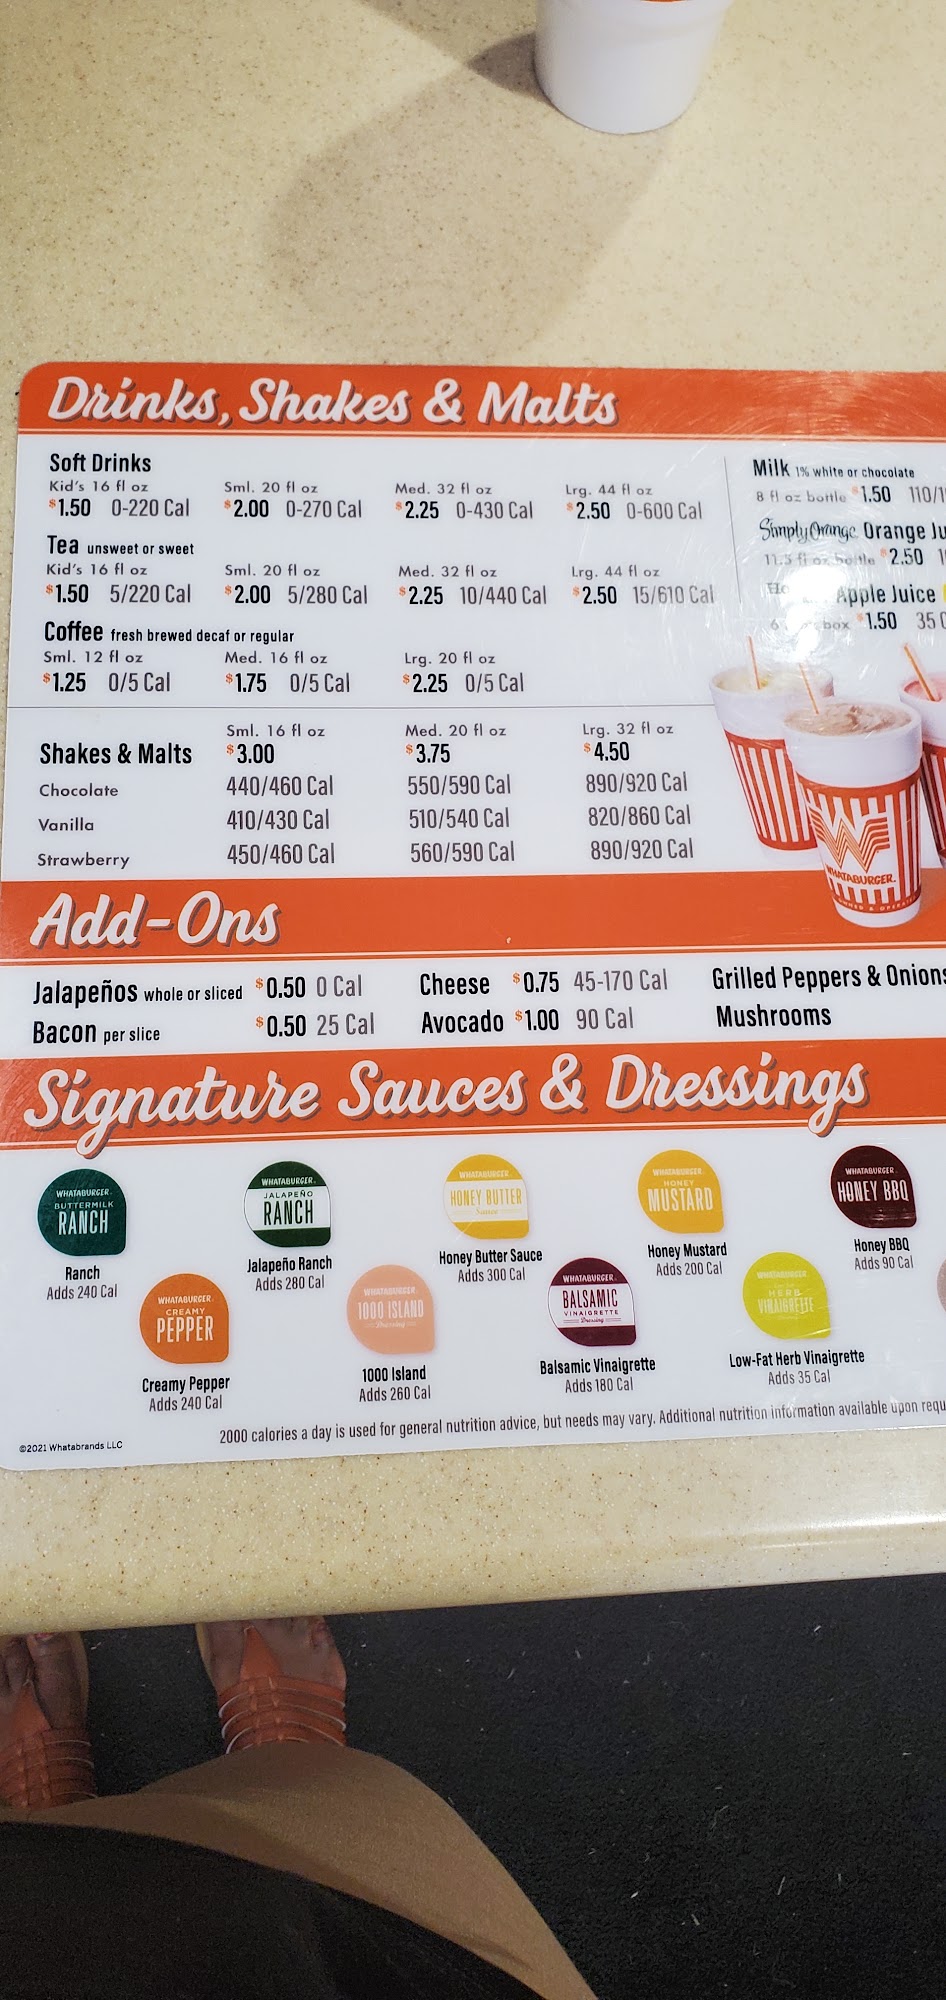 Drinks, Shakes & Malts
Soft Drinks
Kid's 16 fl oz Sml. 20 fl oz Med. 32 fl oz Lrg. 44 fl oz
$1.50 0-220 Cal $2.00 0-270 Cal $2.25 0-430 Cal $2.50 0-600 Cal
Tea unsweet or sweet
Kid's 16 fl oz Sml. 20 fl oz Med. 32 fl oz Lrg. 44 fl oz
$1.50 5/220 Cal $2.00 5/280 Cal $2.25 10/440 Cal $2.50 15/610 Cal
Coffee fresh brewed decaf or regular
Sml. 12 fl oz Med. 16 fl oz Lrg. 20 fl oz
$1.25 0/5 Cal $1.75 0/5 Cal $2.25 0/5 Cal
Milk 1% white or chocolate
8 fl oz bottle $1.50
Simply Orange Orange
11.5 fl oz bottle $2.50
Apple Juice
box $1.50 35
Sml. 16 fl oz Med. 20 fl oz Lrg. 32 fl oz
Shakes & Malts $3.00 $3.75 $4.50
Chocolate 440/460 Cal 550/590 Cal 890/920 Cal
Vanilla 410/430 Cal 510/540 Cal 820/860 Cal
Strawberry 450/460 Cal 560/590 Cal 890/920 Cal
WHATABURGER
Add-Ons
Jalapeños whole or sliced $0.50 0 Cal Cheese $0.75 45-170 Cal Grilled Peppers & Onions
Bacon per slice $0.50 25 Cal Avocado $1.00 90 Cal Mushrooms
Signature Sauces & Dressings
WHATABURGER
BUTTERMILK
RANCH
Ranch
Adds 240 Cal
WHATABURGER
JALAPEÑO
RANCH
Jalapeño Ranch
Adds 280 Cal
WHATABURGER
HONEY BUTTER
Sauce
Honey Butter Sauce
Adds 300 Cal
WHATABURGER
HONEY
MUSTARD
Honey Mustard
Adds 200 Cal
WHATABURGER
HONEY BBQ
Honey BBQ
Adds 90 Cal
WHATABURGER
CREAMY
PEPPER
Creamy Pepper
Adds 240 Cal
WHATABURGER
1000 ISLAND
Dressing
1000 Island
Adds 260 Cal
WHATABURGER
BALSAMIC
VINAIGRETTE
Dressing
Balsamic Vinaigrette
Adds 180 Cal
WHATABURGER
HERB
VINAIGRETTE
Low-Fat Herb Vinaigrette
Adds 35 Cal
2000 calories a day is used for general nutrition advice, but needs may vary. Additional nutrition information available upon
©2021 Whatabrands LLC